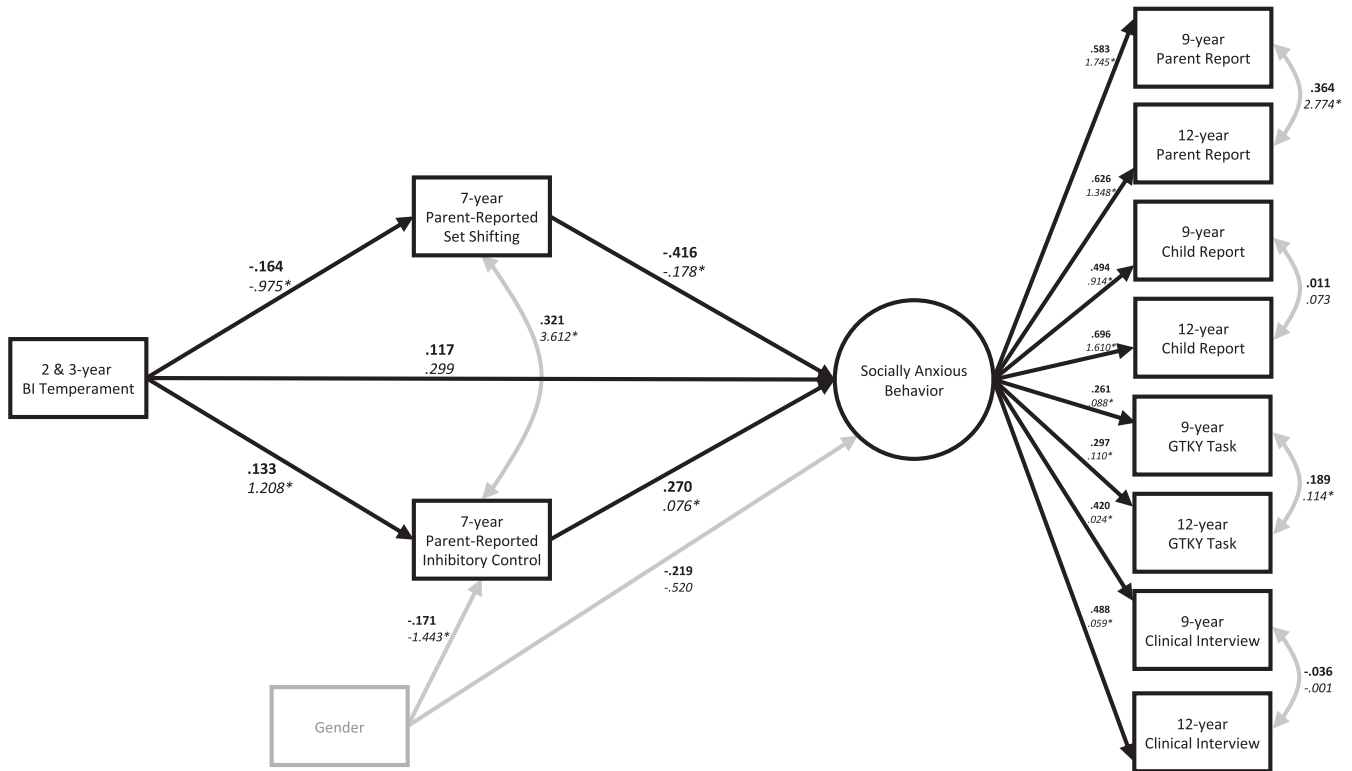 2 & 3-year
BI Temperament
-.164
-.975*
.133
1.208*
7-year
Parent-Reported
Set Shifting
.321
3.612*
.117
.299
7-year
Parent-Reported
Inhibitory Control
-.171
-1.443*
Gender
-.416
-.178*
.270
.076*
-.219
-.520
Socially Anxious
Behavior
.583
1.745*
.626
1.348*
.494
.914*
.696
1.610*
.261
.088*
.297
.110*
.420
.024*
.488
.059*
9-year
Parent Report
12-year
Parent Report
9-year
Child Report
12-year
Child Report
9-year
GTKY Task
12-year
GTKY Task
9-year
Clinical Interview
12-year
Clinical Interview
.364
2.774*
.011
.073
.189
.114*
-.036
-.001